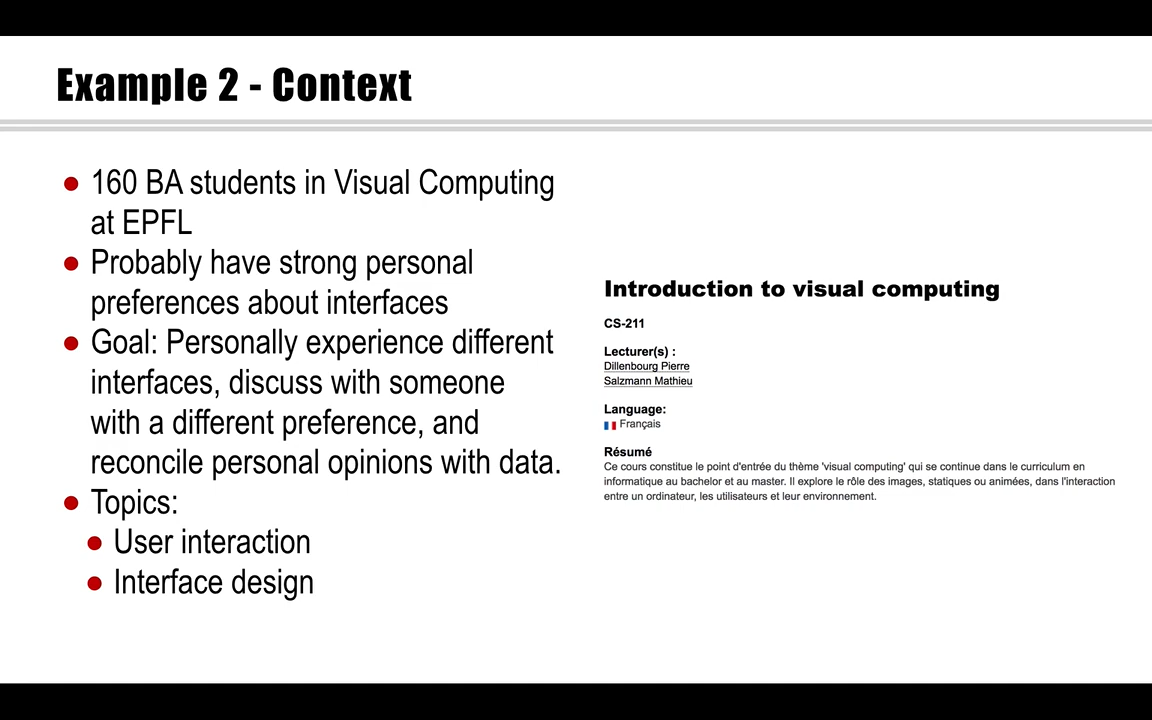 Example 2 - Context
160 BA students in Visual Computing
at EPFL
Probably have strong personal
preferences about interfaces
Goal: Personally experience different
interfaces, discuss with someone
with a different preference, and
reconcile personal opinions with data.
Topics:
User interaction
Interface design
Introduction to visual computing
CS-211
Lecturer(s) :
Dillenbourg Pierre
Salzmann Mathieu
Language:
Français
Résumé
Ce cours constitue le point d'entrée du thème 'visual computing' qui se continue dans le curriculum en
informatique au bachelor et au master. Il explore le rôle des images, statiques ou animées, dans l'interaction
entre un ordinateur, les utilisateurs et leur environnement.